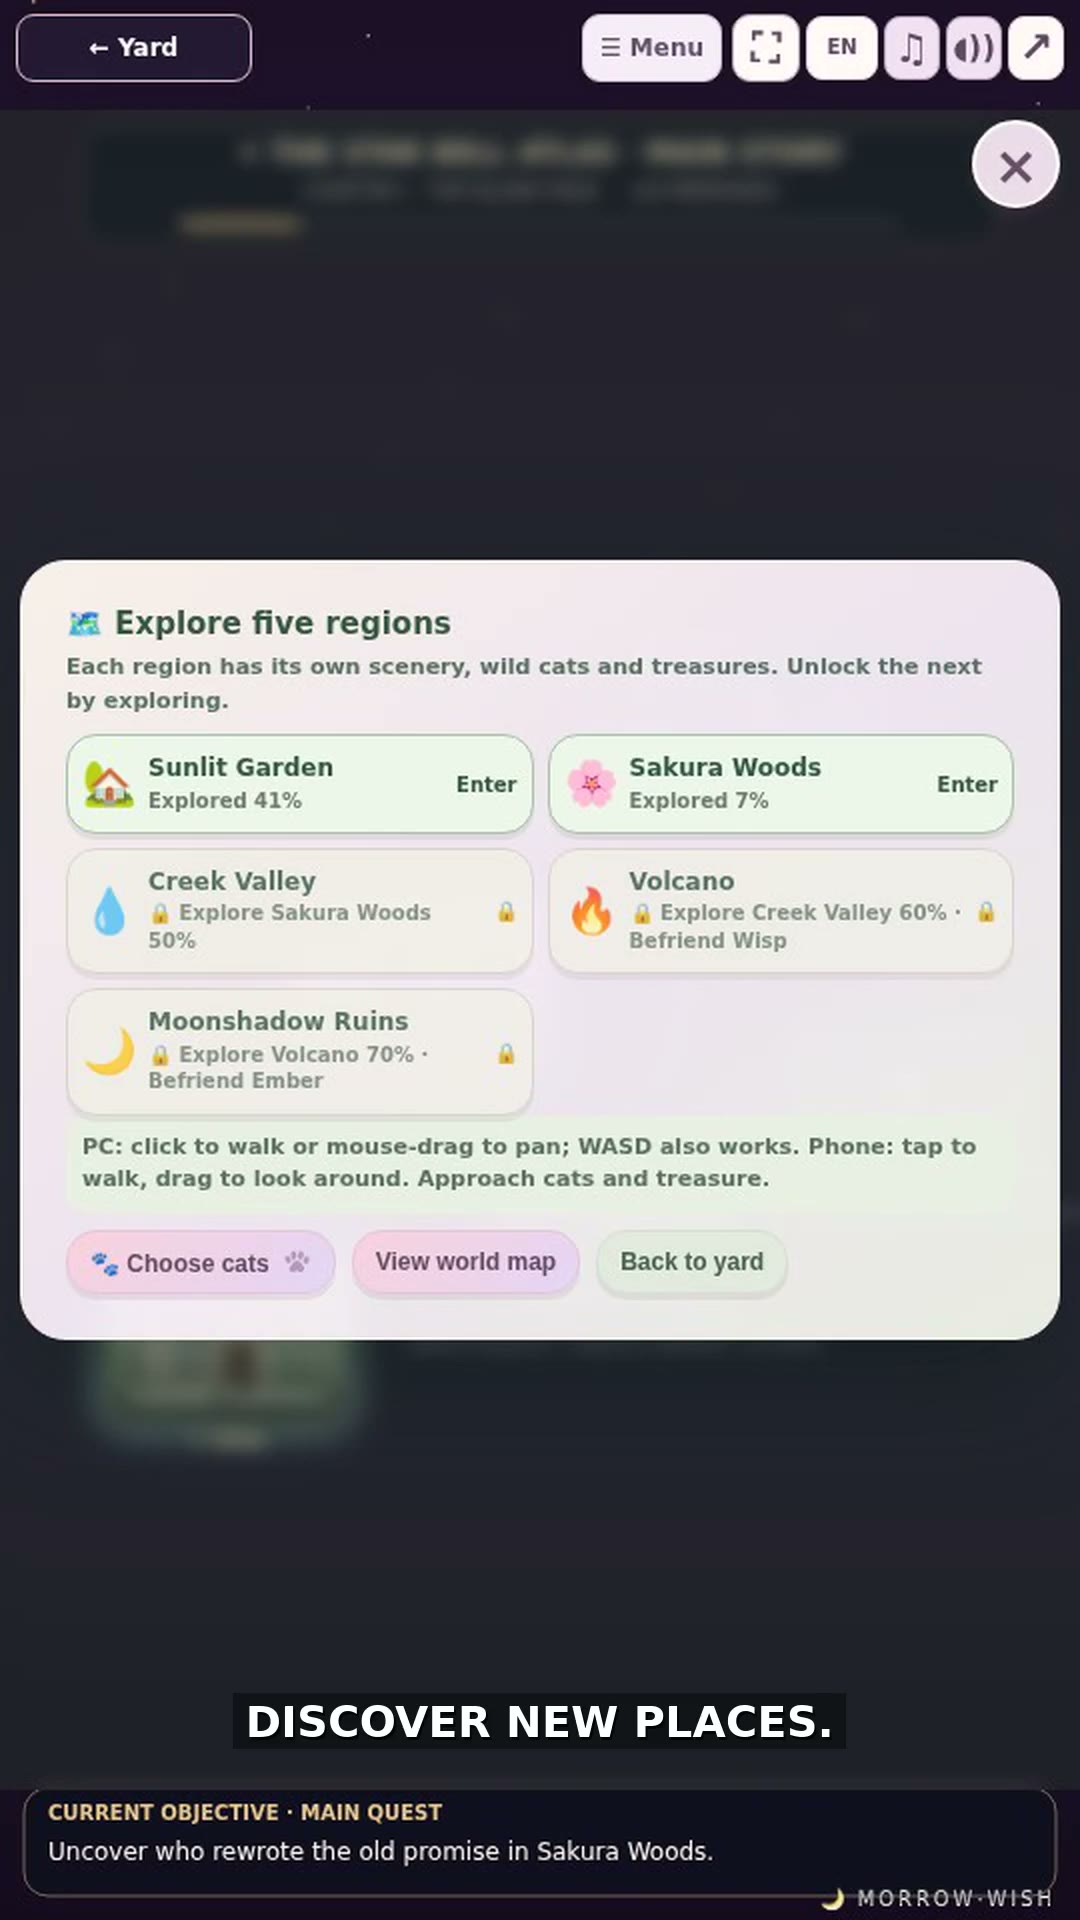 ← Yard
☰ Menu
EN
Explore five regions
Each region has its own scenery, wild cats and treasures. Unlock the next
by exploring.
Sunlit Garden
Explored 41%
Enter
Sakura Woods
Explored 7%
Enter
Creek Valley
🔒 Explore Sakura Woods
50%
Volcano
🔒 Explore Creek Valley 60% ·
Befriend Wisp
Moonshadow Ruins
🔒 Explore Volcano 70% ·
Befriend Ember
PC: click to walk or mouse-drag to pan; WASD also works. Phone: tap to
walk, drag to look around. Approach cats and treasure.
Choose cats
View world map
Back to yard
DISCOVER NEW PLACES.
CURRENT OBJECTIVE · MAIN QUEST
Uncover who rewrote the old promise in Sakura Woods.
MORROW·WISH